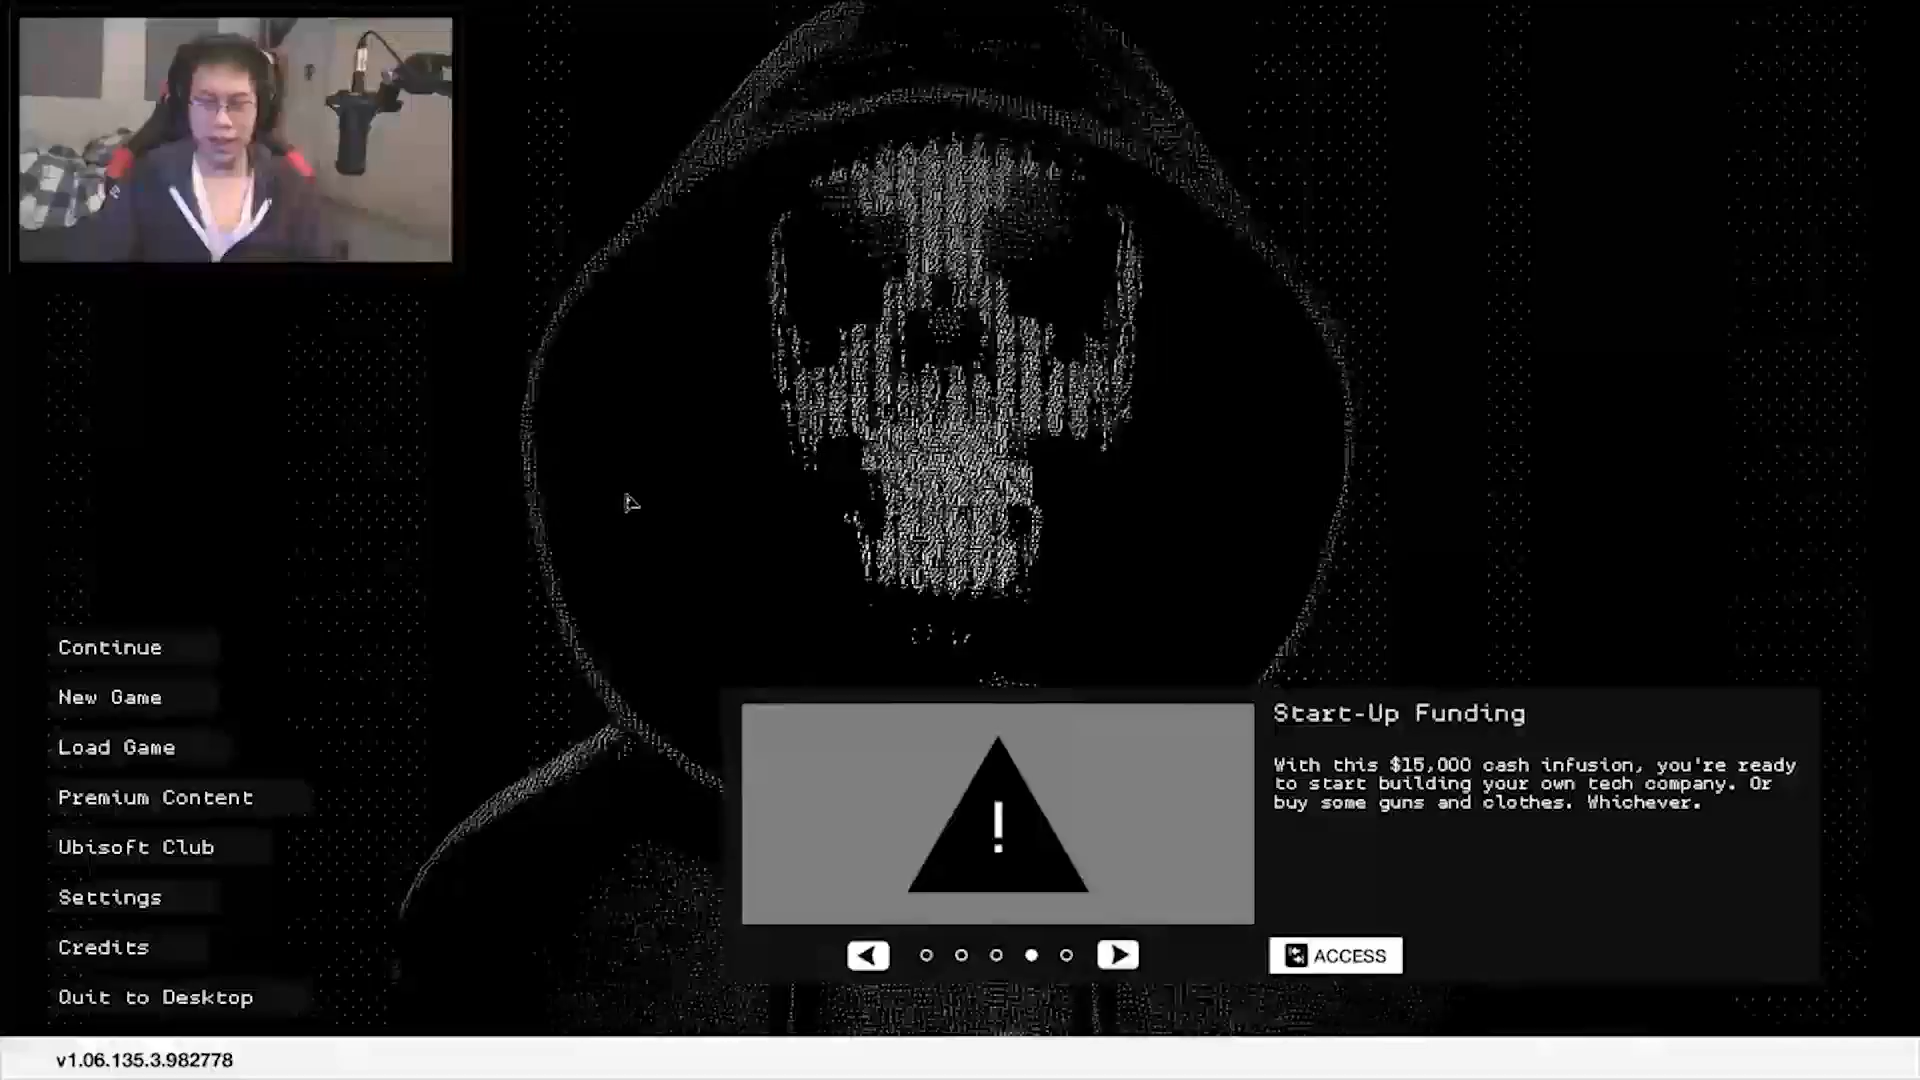 Continue
New Game
Load Game
Premium Content
Ubisoft Club
Settings
Credits
Quit to Desktop
!
Start-Up Funding
With this $15,000 cash infusion, you're ready
to start building your own tech company. Or
buy some guns and clothes. Whichever.
ACCESS
v1.06.135.3.982778